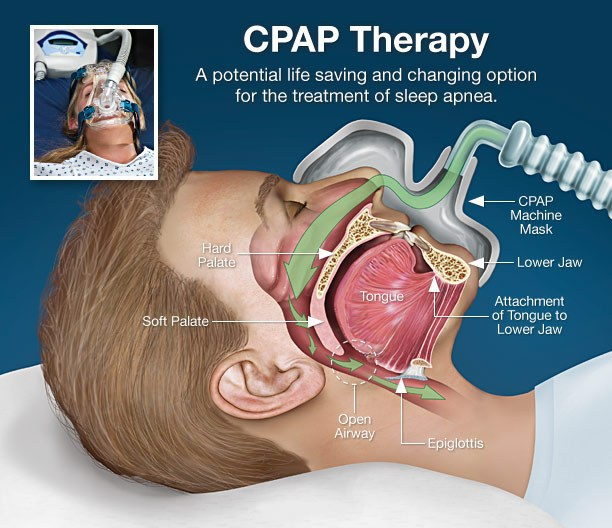 CPAP Therapy
A potential life saving and changing option
for the treatment of sleep apnea.
CPAP
Machine
Mask
Hard
Palate
Lower Jaw
Tongue
Attachment
of Tongue to
Lower Jaw
Soft Palate
Open
Airway
Epiglottis